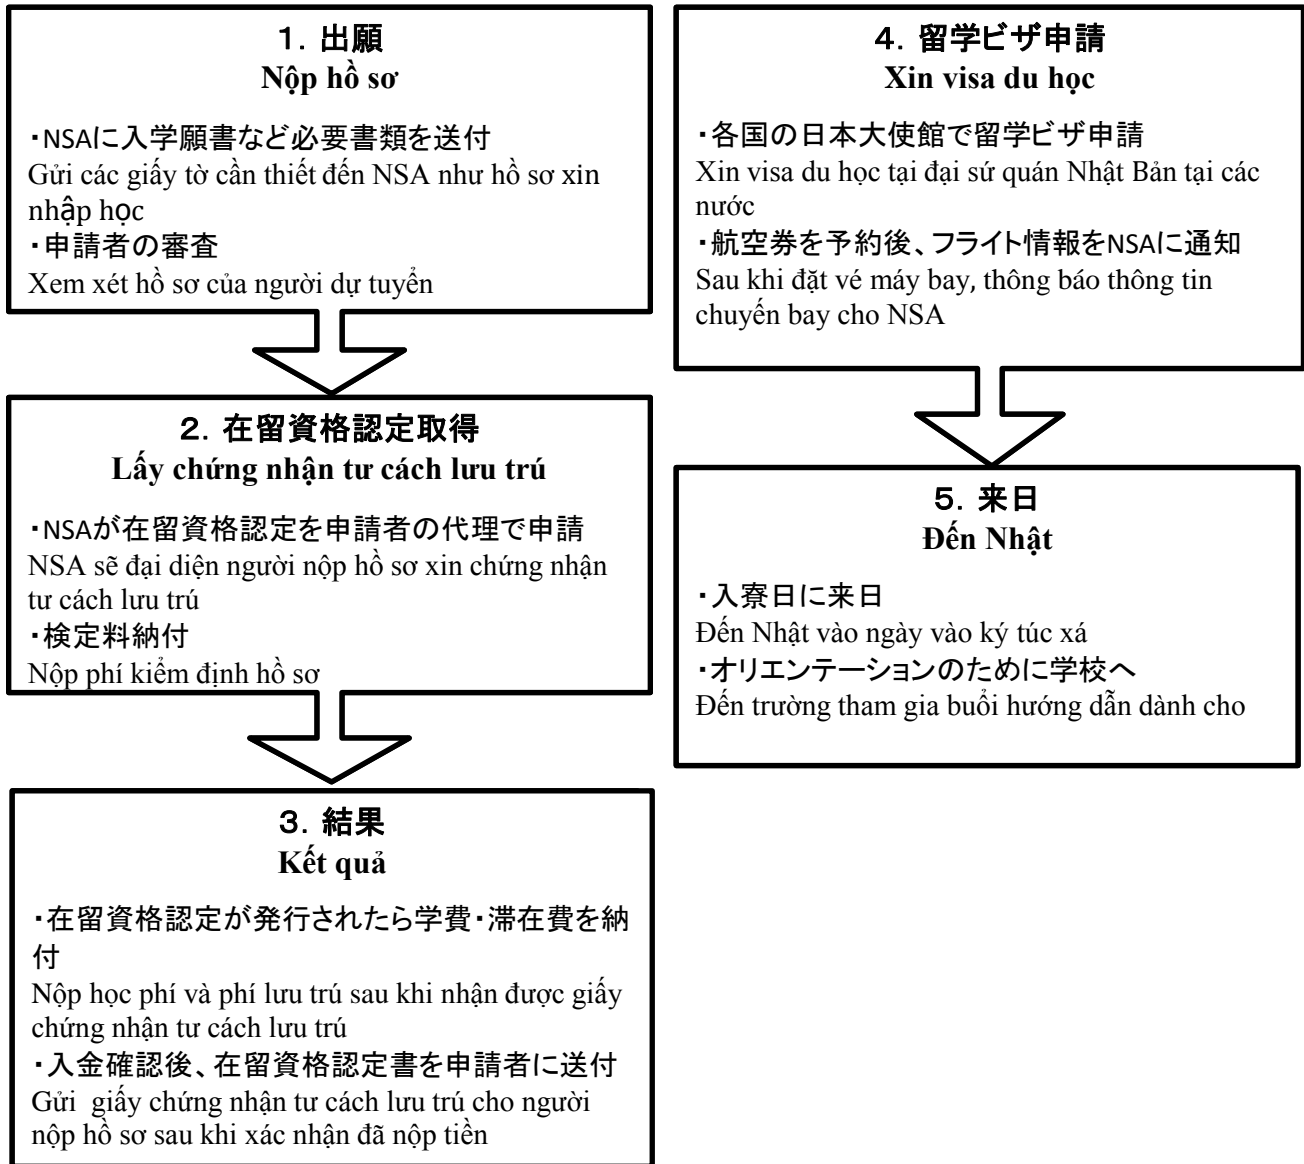 １．出願
Nộp hồ sơ
・NSAに入学願書など必要書類を送付
Gửi các giấy tờ cần thiết đến NSA như hồ sơ xin
nhập học
・申請者の審査
Xem xét hồ sơ của người dự tuyển
２．在留資格認定取得
Lấy chứng nhận tư cách lưu trú
・NSAが在留資格認定を申請者の代理で申請
NSA sẽ đại diện người nộp hồ sơ xin chứng nhận
tư cách lưu trú
・検定料納付
Nộp phí kiểm định hồ sơ
３．結果
Kết quả
・在留資格認定が発行されたら学費・滞在費を納
付
Nộp học phí và phí lưu trú sau khi nhận được giấy
chứng nhận tư cách lưu trú
・入金確認後、在留資格認定書を申請者に送付
Gửi giấy chứng nhận tư cách lưu trú cho người
nộp hồ sơ sau khi xác nhận đã nộp tiền
４．留学ビザ申請
Xin visa du học
・各国の日本大使館で留学ビザ申請
Xin visa du học tại đại sứ quán Nhật Bản tại các
nước
・航空券を予約後、フライト情報をNSAに通知
Sau khi đặt vé máy bay, thông báo thông tin
chuyến bay cho NSA
５．来日
Đến Nhật
・入寮日に来日
Đến Nhật vào ngày vào ký túc xá
・オリエンテーションのために学校へ
Đến trường tham gia buổi hướng dẫn dành cho